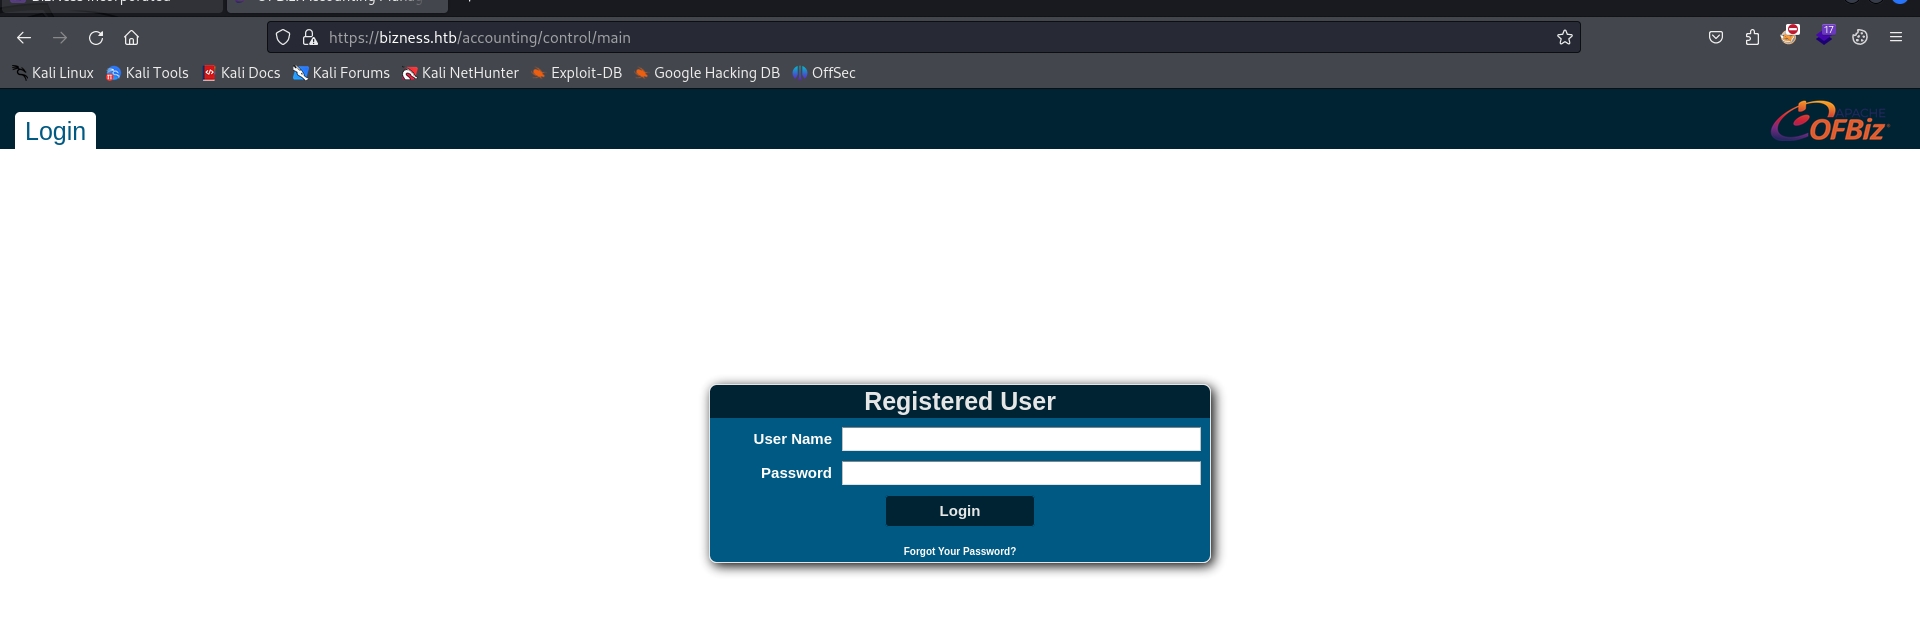 https://bizness.htb/accounting/control/main
17
Kali Linux Kali Tools Kali Docs Kali Forums Kali NetHunter Exploit-DB Google Hacking DB OffSec
Login
APACHE
OFBiz
Registered User
User Name
Password
Login
Forgot Your Password?